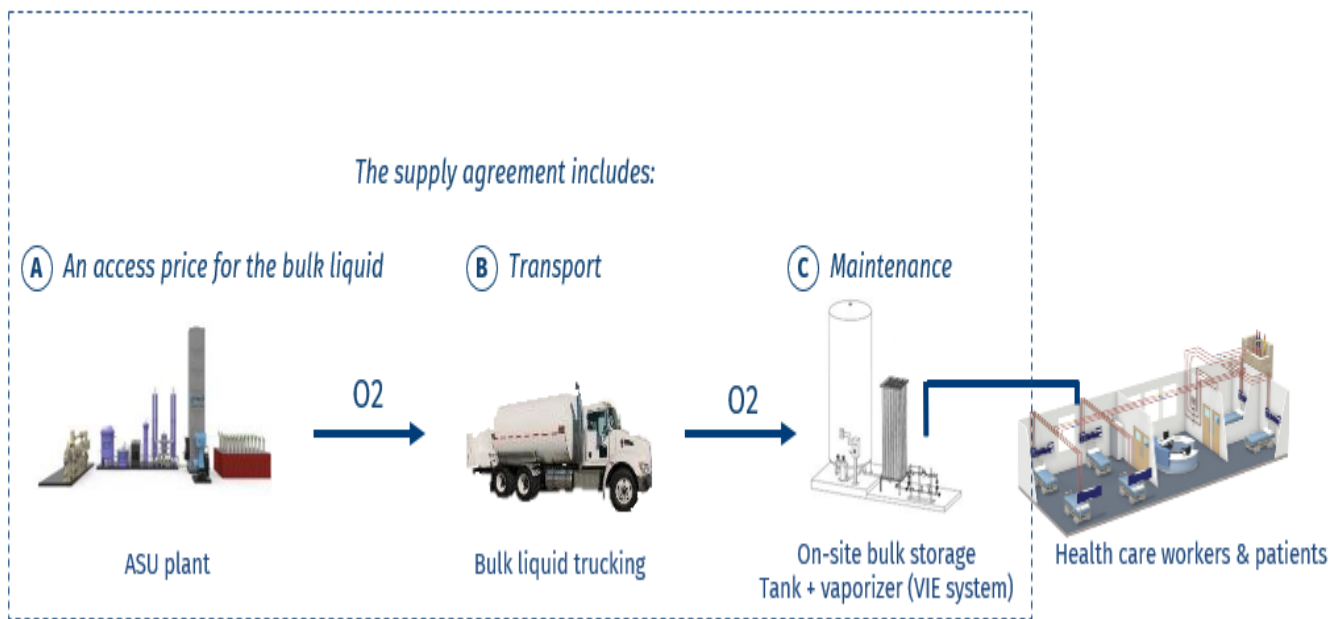 The supply agreement includes:
A An access price for the bulk liquid
B Transport
C Maintenance
O2
O2
ASU plant
Bulk liquid trucking
On-site bulk storage
Tank + vaporizer (VIE system)
Health care workers & patients